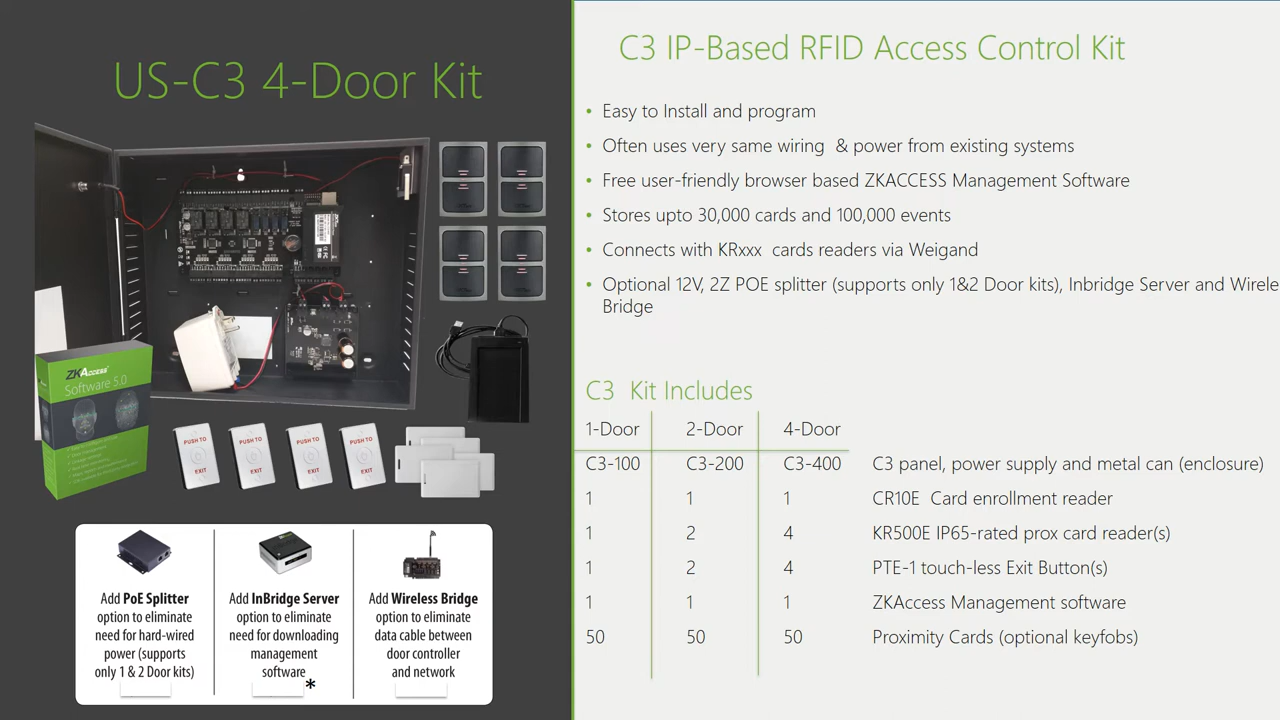 US-C3 4-Door Kit
ZKAccess
Software 5.0
PUSH TO
EXIT
PUSH TO
EXIT
PUSH TO
EXIT
PUSH TO
EXIT
Add PoE Splitter
option to eliminate
need for hard-wired
power (supports
only 1 & 2 Door kits)
Add InBridge Server
option to eliminate
need for downloading
management
software
*
Add Wireless Bridge
option to eliminate
data cable between
door controller
and network
C3 IP-Based RFID Access Control Kit
• Easy to Install and program
• Often uses very same wiring & power from existing systems
• Free user-friendly browser based ZKACCESS Management Software
• Stores upto 30,000 cards and 100,000 events
• Connects with KRxxx cards readers via Weigand
• Optional 12V, 2Z POE splitter (supports only 1&2 Door kits), Inbridge Server and Wirele
Bridge
C3 Kit Includes
1-Door 2-Door 4-Door
C3-100 C3-200 C3-400 C3 panel, power supply and metal can (enclosure)
1 1 1 CR10E Card enrollment reader
1 2 4 KR500E IP65-rated prox card reader(s)
1 2 4 PTE-1 touch-less Exit Button(s)
1 1 1 ZKAccess Management software
50 50 50 Proximity Cards (optional keyfobs)